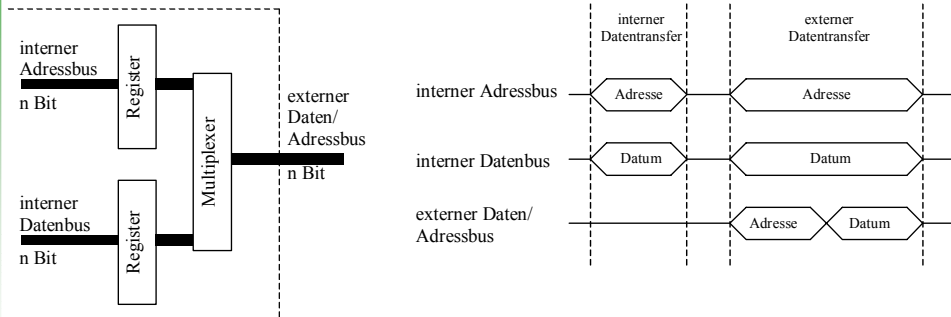 interner
Adressbus
n Bit
Register
interner
Datenbus
n Bit
Register
Multiplexer
externer
Daten/
Adressbus
n Bit
interner
Datentransfer
externer
Datentransfer
interner Adressbus
Adresse
Adresse
interner Datenbus
Datum
Datum
externer Daten/
Adressbus
Adresse
Datum